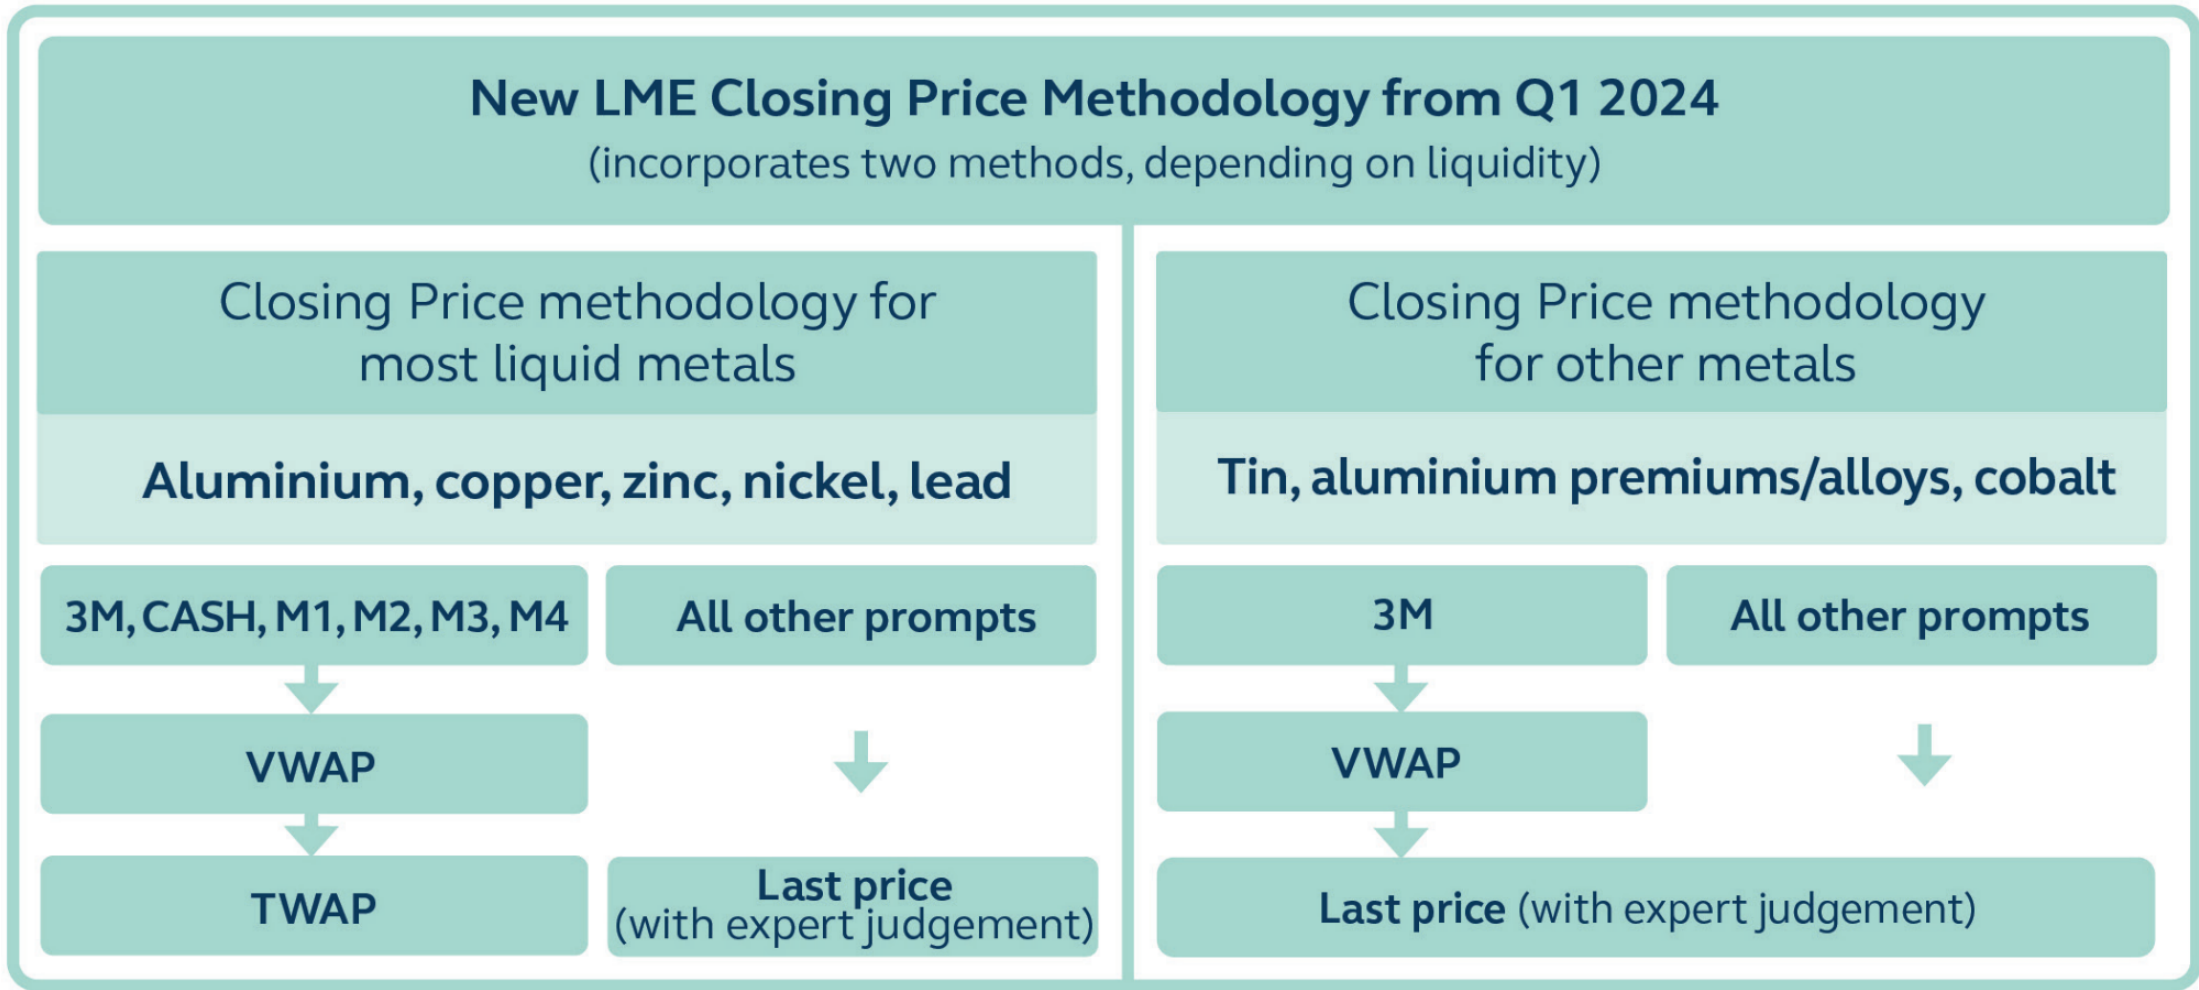 New LME Closing Price Methodology from Q1 2024
(incorporates two methods, depending on liquidity)
Closing Price methodology for
most liquid metals
Aluminium, copper, zinc, nickel, lead
3M, CASH, M1, M2, M3, M4
All other prompts
VWAP
TWAP
Last price
(with expert judgement)
Closing Price methodology
for other metals
Tin, aluminium premiums/alloys, cobalt
3M
All other prompts
VWAP
Last price (with expert judgement)